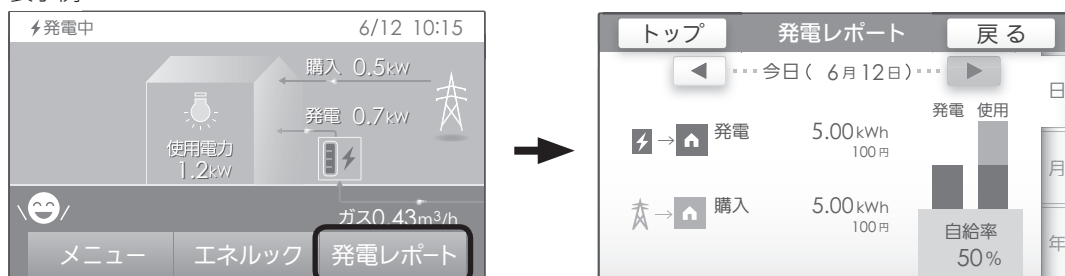 発電中 6/12 10:15
購入 0.5kW
発電 0.7kW
使用電力
1.2kW
ガス0.43m³/h
メニュー エネルック 発電レポート
トップ 発電レポート 戻る
今日( 6月12日)
発電 使用
発電 5.00kWh
100円
購入 5.00kWh
100円
自給率
50%
日
月
年